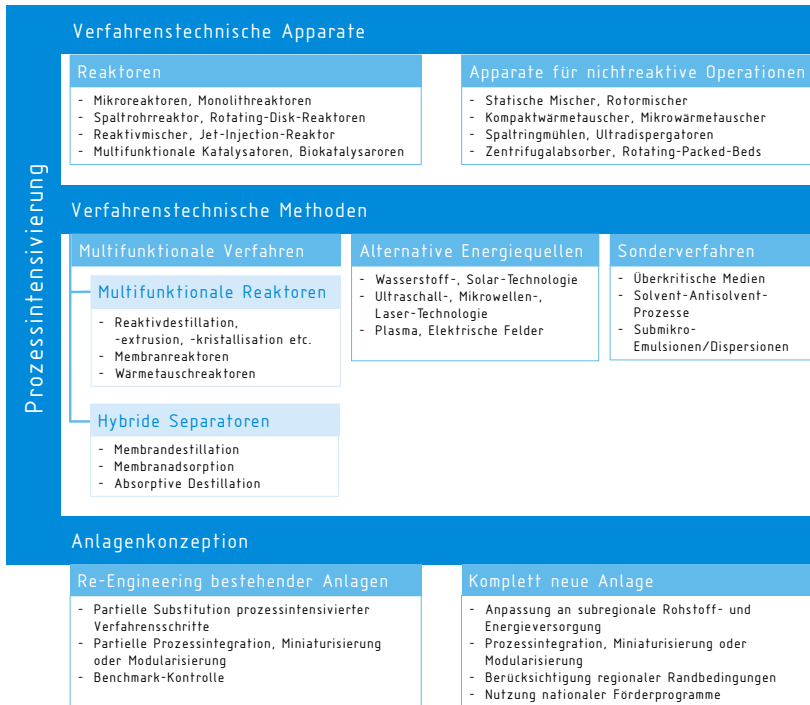 Prozessintensivierung
Verfahrenstechnische Apparate
Reaktoren
- Mikroreaktoren, Monolithreaktoren
- Spaltrohrreaktor, Rotating-Disk-Reaktoren
- Reaktivmischer, Jet-Injection-Reaktor
- Multifunktionale Katalysatoren, Biokatalysaroren
Apparate für nichtreaktive Operationen
- Statische Mischer, Rotormischer
- Kompaktwärmetauscher, Mikrowärmetauscher
- Spaltringmühlen, Ultradispergatoren
- Zentrifugalabsorber, Rotating-Packed-Beds
Verfahrenstechnische Methoden
Multifunktionale Verfahren
Multifunktionale Reaktoren
- Reaktivdestillation,
-extrusion, -kristallisation etc.
- Membranreaktoren
- Wärmetauschreaktoren
Hybride Separatoren
- Membrandestillation
- Membranadsorption
- Absorptive Destillation
Alternative Energiequellen
- Wasserstoff-, Solar-Technologie
- Ultraschall-, Mikrowellen-,
Laser-Technologie
- Plasma, Elektrische Felder
Sonderverfahren
- Überkritische Medien
- Solvent-Antisolvent-
Prozesse
- Submikro-
Emulsionen/Dispersionen
Anlagenkonzeption
Re-Engineering bestehender Anlagen
- Partielle Substitution prozessintensivierter
Verfahrensschritte
- Partielle Prozessintegration, Miniaturisierung
oder Modularisierung
- Benchmark-Kontrolle
Komplett neue Anlage
- Anpassung an subregionale Rohstoff- und
Energieversorgung
- Prozessintegration, Miniaturisierung oder
Modularisierung
- Berücksichtigung regionaler Randbedingungen
- Nutzung nationaler Förderprogramme